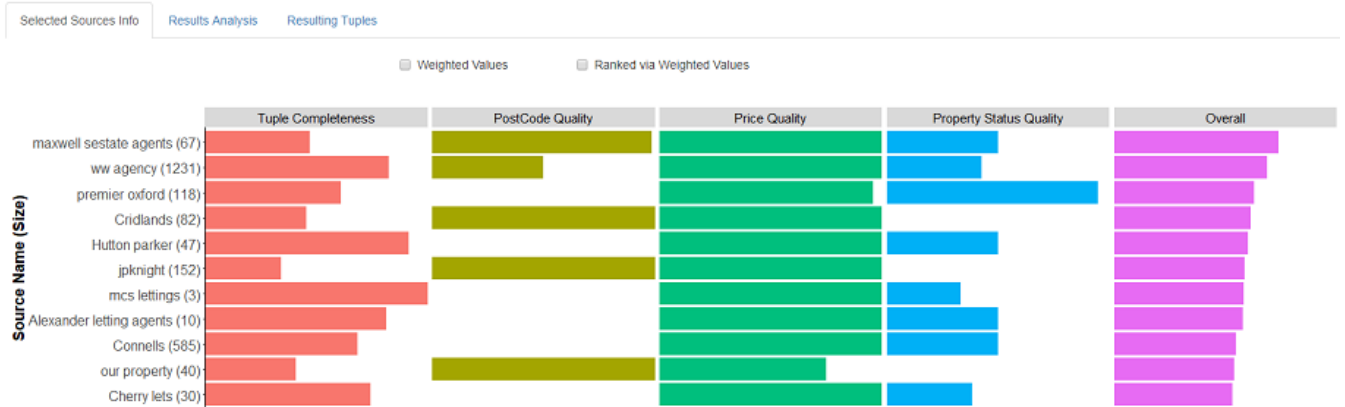 Selected Sources Info Results Analysis Resulting Tuples
Weighted Values Ranked via Weighted Values
Tuple Completeness PostCode Quality Price Quality Property Status Quality Overall
Source Name (Size)
maxwell sestate agents (67)
ww agency (1231)
premier oxford (118)
Cridlands (82)
Hutton parker (47)
jpknight (152)
mcs lettings (3)
Alexander letting agents (10)
Connells (585)
our property (40)
Cherry lets (30)